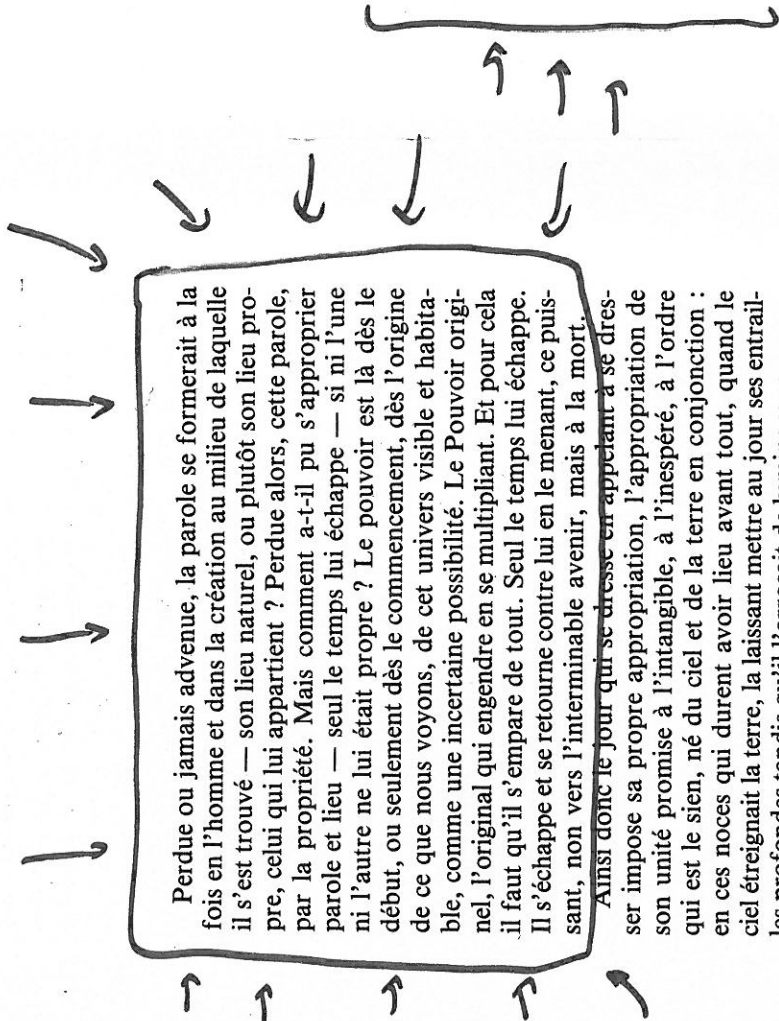 Perdue ou jamais advenue, la parole se formerait à la
fois en l'homme et dans la création au milieu de laquelle
il s'est trouvé — son lieu naturel, ou plutôt son lieu pro-
pre, celui qui lui appartient ? Perdue alors, cette parole,
par la propriété. Mais comment a-t-il pu s'approprier
parole et lieu — seul le temps lui échappe — si ni l'une
ni l'autre ne lui était propre ? Le pouvoir est là dès le
début, ou seulement dès le commencement, dès l'origine
de ce que nous voyons, de cet univers visible et habita-
ble, comme une incertaine possibilité. Le Pouvoir origi-
nel, l'original qui engendre en se multipliant. Et pour cela
il faut qu'il s'empare de tout. Seul le temps lui échappe.
Il s'échappe et se retourne contre lui en le menant, ce puis-
sant, non vers l'interminable avenir, mais à la mort.
Ainsi donc le jour qui se dresse en appelant à se dres-
ser impose sa propre appropriation, l'appropriation de
son unité promise à l'intangible, à l'inespéré, à l'ordre
qui est le sien, né du ciel et de la terre en conjonction :
en ces noces qui durent avoir lieu avant tout, quand le
ciel étreignait la terre, la laissant mettre au jour ses entrail-
les profondes tandis qu'il